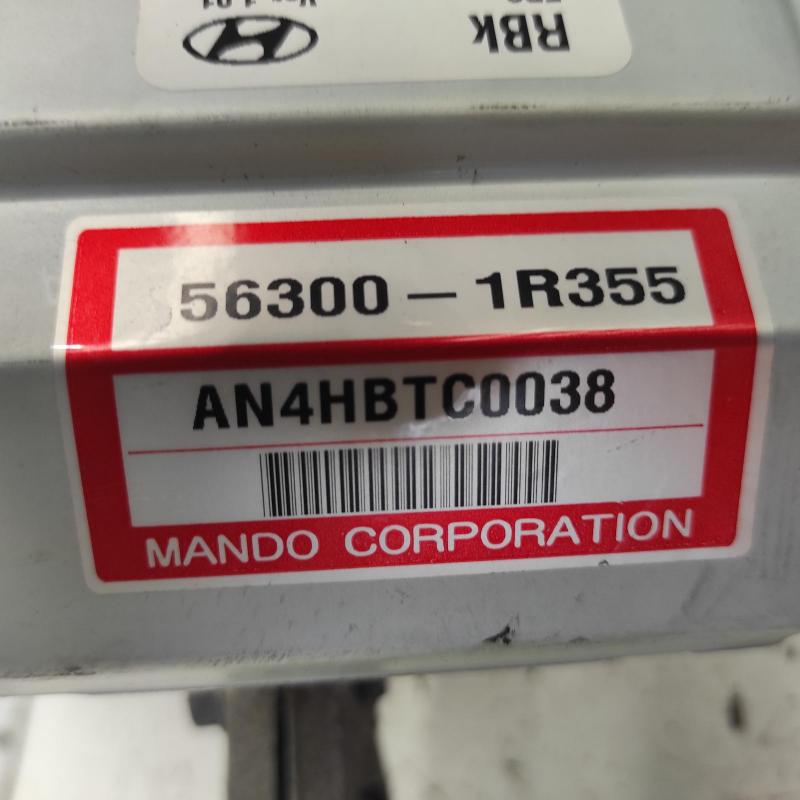 RBk
56300-1R355
AN4HBTC0038
MANDO CORPORATION